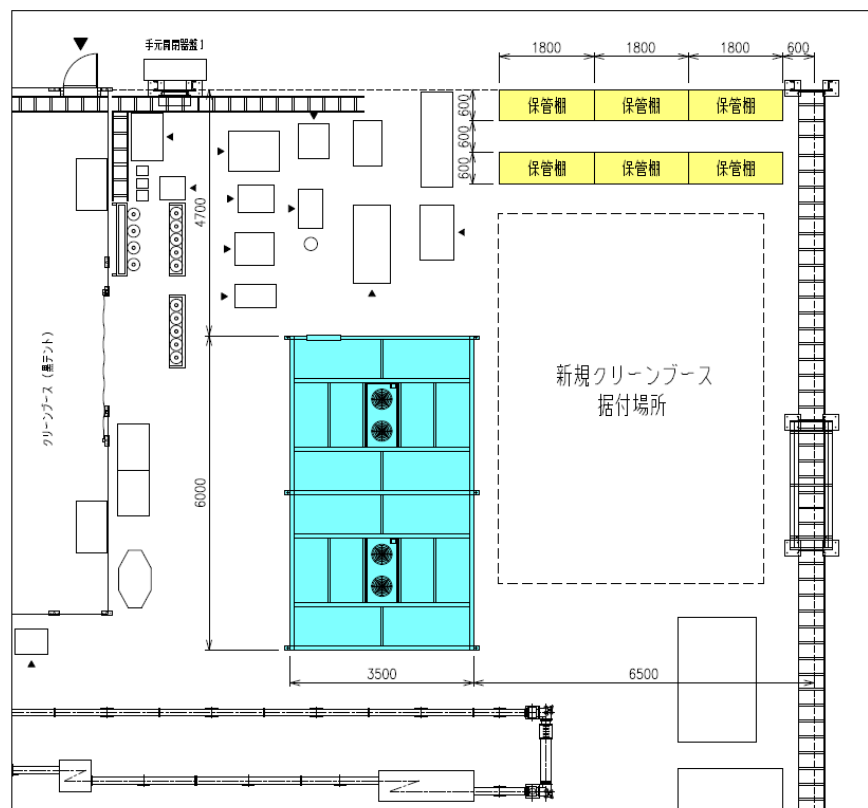 手元開閉器盤1
1800
1800
1800
600
600
600
600
保管棚
保管棚
保管棚
保管棚
保管棚
保管棚
4700
6000
クリーンブース (黒テント)
新規クリーンブース
据付場所
3500
6500